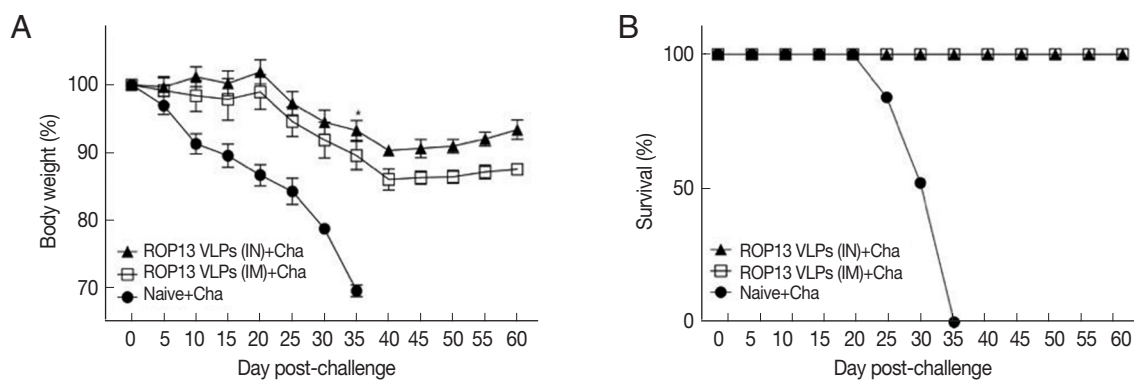 A
100
90
80
70
Body weight (%)
*
ROP13 VLPs (IN)+Cha
ROP13 VLPs (IM)+Cha
Naive+Cha
0 5 10 15 20 25 30 35 40 45 50 55 60
Day post-challenge
B
100
50
0
Survival (%)
ROP13 VLPs (IN)+Cha
ROP13 VLPs (IM)+Cha
Naive+Cha
0 5 10 15 20 25 30 35 40 45 50 55 60
Day post-challenge